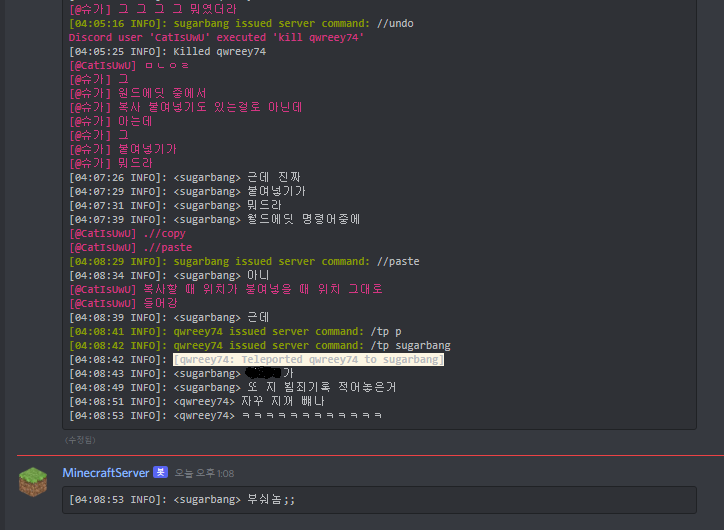 [@슈가] 그 그 그 그 뭐였더라
[04:05:16 INFO]: sugarbang issued server command: //undo
Discord user 'CatIsUwU' executed 'kill qwreey74'
[04:05:25 INFO]: Killed qwreey74
[@CatIsUwU] ㅁㄴㅇㄹ
[@슈가] 그
[@슈가] 월드에딧 중에서
[@슈가] 복사 붙여넣기도 있는걸로 아닌데
[@슈가] 아는데
[@슈가] 그
[@슈가] 붙여넣기가
[@슈가] 뭐드라
[04:07:26 INFO]: <sugarbang> 근데 진짜
[04:07:29 INFO]: <sugarbang> 붙여넣기가
[04:07:31 INFO]: <sugarbang> 뭐드라
[04:07:39 INFO]: <sugarbang> 월드에딧 명령어중에
[@CatIsUwU] .//copy
[@CatIsUwU] .//paste
[04:08:29 INFO]: sugarbang issued server command: //paste
[04:08:34 INFO]: <sugarbang> 아니
[@CatIsUwU] 복사할 때 위치가 붙여넣을 때 위치 그대로
[@CatIsUwU] 들어강
[04:08:39 INFO]: <sugarbang> 근데
[04:08:41 INFO]: qwreey74 issued server command: /tp p
[04:08:42 INFO]: qwreey74 issued server command: /tp sugarbang
[04:08:42 INFO]: [qwreey74: Teleported qwreey74 to sugarbang]
[04:08:43 INFO]: <sugarbang> 가
[04:08:49 INFO]: <sugarbang> 또 지 범죄기록 적어놓은거
[04:08:51 INFO]: <qwreey74> 자꾸 지껴 빼나
[04:08:53 INFO]: <qwreey74> ㅋㅋㅋㅋㅋㅋㅋㅋㅋㅋㅋㅋ
(수정됨)
MinecraftServer 봇 오늘 오후 1:08
[04:08:53 INFO]: <sugarbang> 부숴놈;;